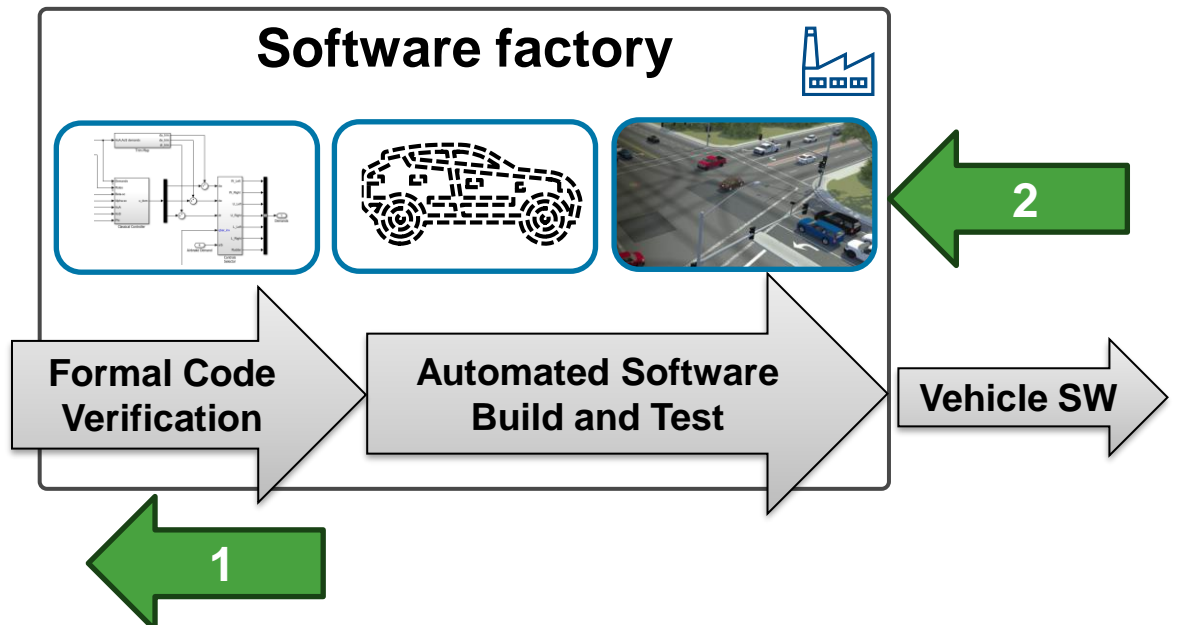 Software factory
2
Formal Code
Verification
Automated Software
Build and Test
Vehicle SW
1